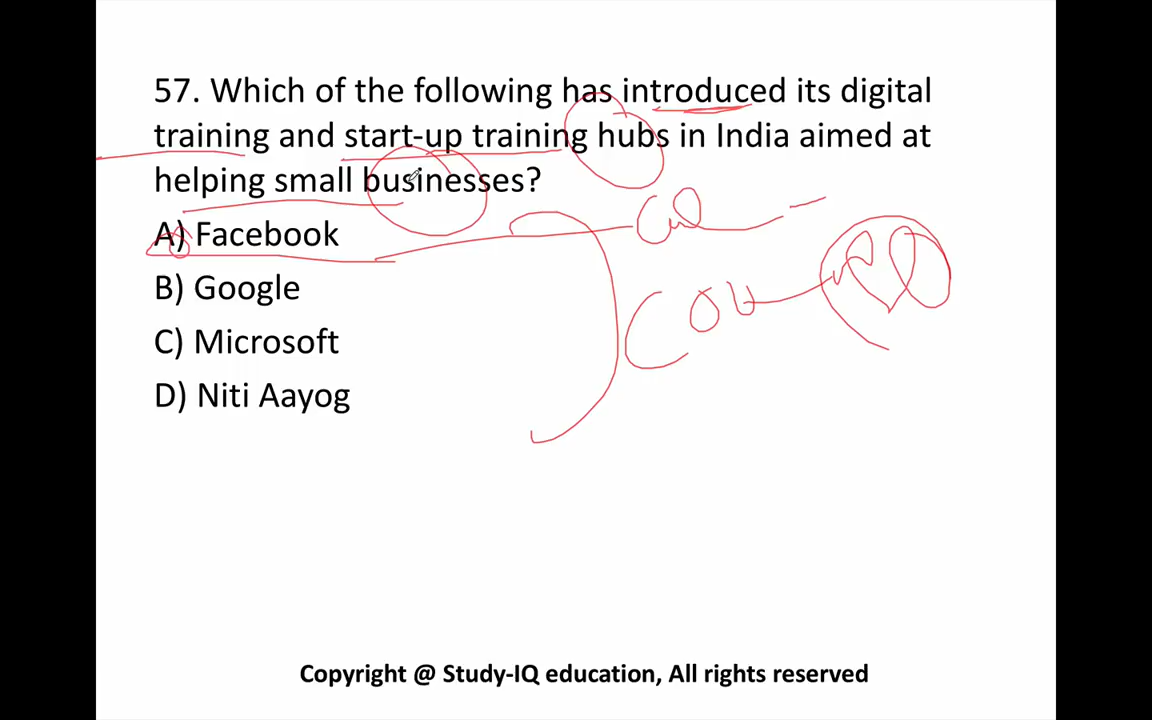 57. Which of the following has introduced its digital
training and start-up training hubs in India aimed at
helping small businesses?
A) Facebook
B) Google
C) Microsoft
D) Niti Aayog
Copyright @ Study-IQ education, All rights reserved